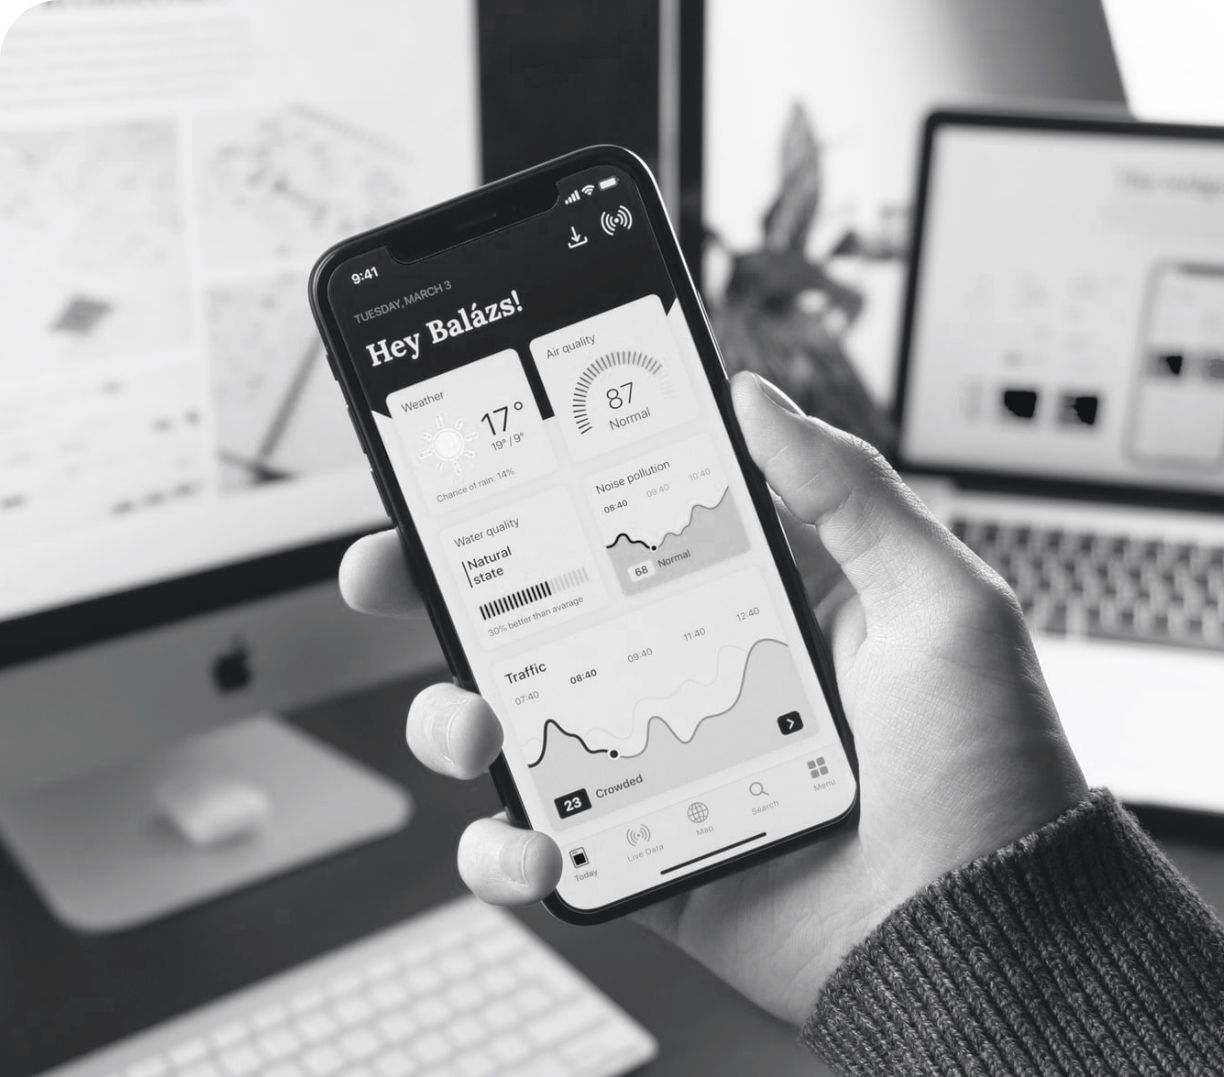 9:41
TUESDAY, MARCH 3
Hey Balázs!
Weather
17°
19° / 9°
Chance of rain: 14%
Air quality
87
Normal
Water quality
Natural
state
30% better than avarage
Noise pollution
08:40 09:40 10:40
68 Normal
Traffic
07:40 08:40 09:40 11:40 12:40
23 Crowded
Today Live Data Map Search Menu